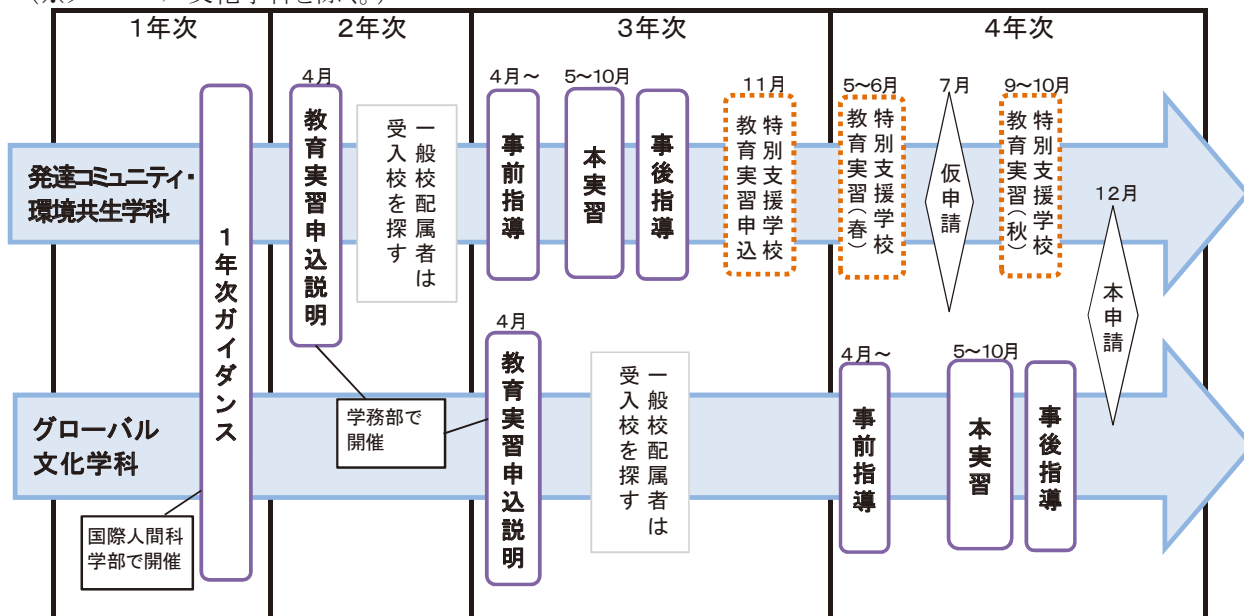 1年次
2年次
3年次
4年次
発達コミュニティ・
環境共生学科
1年次ガイダンス
4月
教育実習申込説明
一般校配属者は
受入校を探す
4月～
事前指導
5～10月
本実習
事後指導
11月
特別支援学校
教育実習申込
5～6月
特別支援学校
教育実習(春)
7月
仮申請
9～10月
特別支援学校
教育実習(秋)
12月
本申請
グローバル
文化学科
国際人間科
学部で開催
学務部で
開催
4月
教育実習申込説明
一般校配属者は
受入校を探す
4月～
事前指導
5～10月
本実習
事後指導